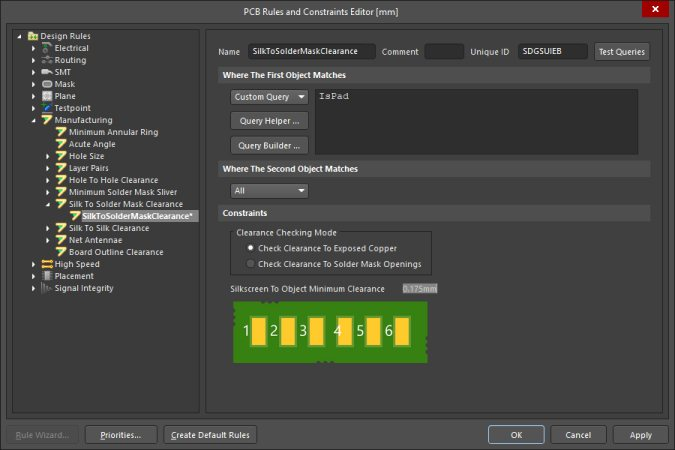 PCB Rules and Constraints Editor [mm]
Design Rules
Electrical
Routing
SMT
Mask
Plane
Testpoint
Manufacturing
Minimum Annular Ring
Acute Angle
Hole Size
Layer Pairs
Hole To Hole Clearance
Minimum Solder Mask Sliver
Silk To Solder Mask Clearance
SilkToSolderMaskClearance*
Silk To Silk Clearance
Net Antennae
Board Outline Clearance
High Speed
Placement
Signal Integrity
Name SilkToSolderMaskClearance Comment Unique ID SDGSUIEB Test Queries
Where The First Object Matches
Custom Query IsPad
Query Helper ...
Query Builder ...
Where The Second Object Matches
All
Constraints
Clearance Checking Mode
Check Clearance To Exposed Copper
Check Clearance To Solder Mask Openings
Silkscreen To Object Minimum Clearance 0.175mm
1 2 3 4 5 6
Rule Wizard... Priorities... Create Default Rules OK Cancel Apply